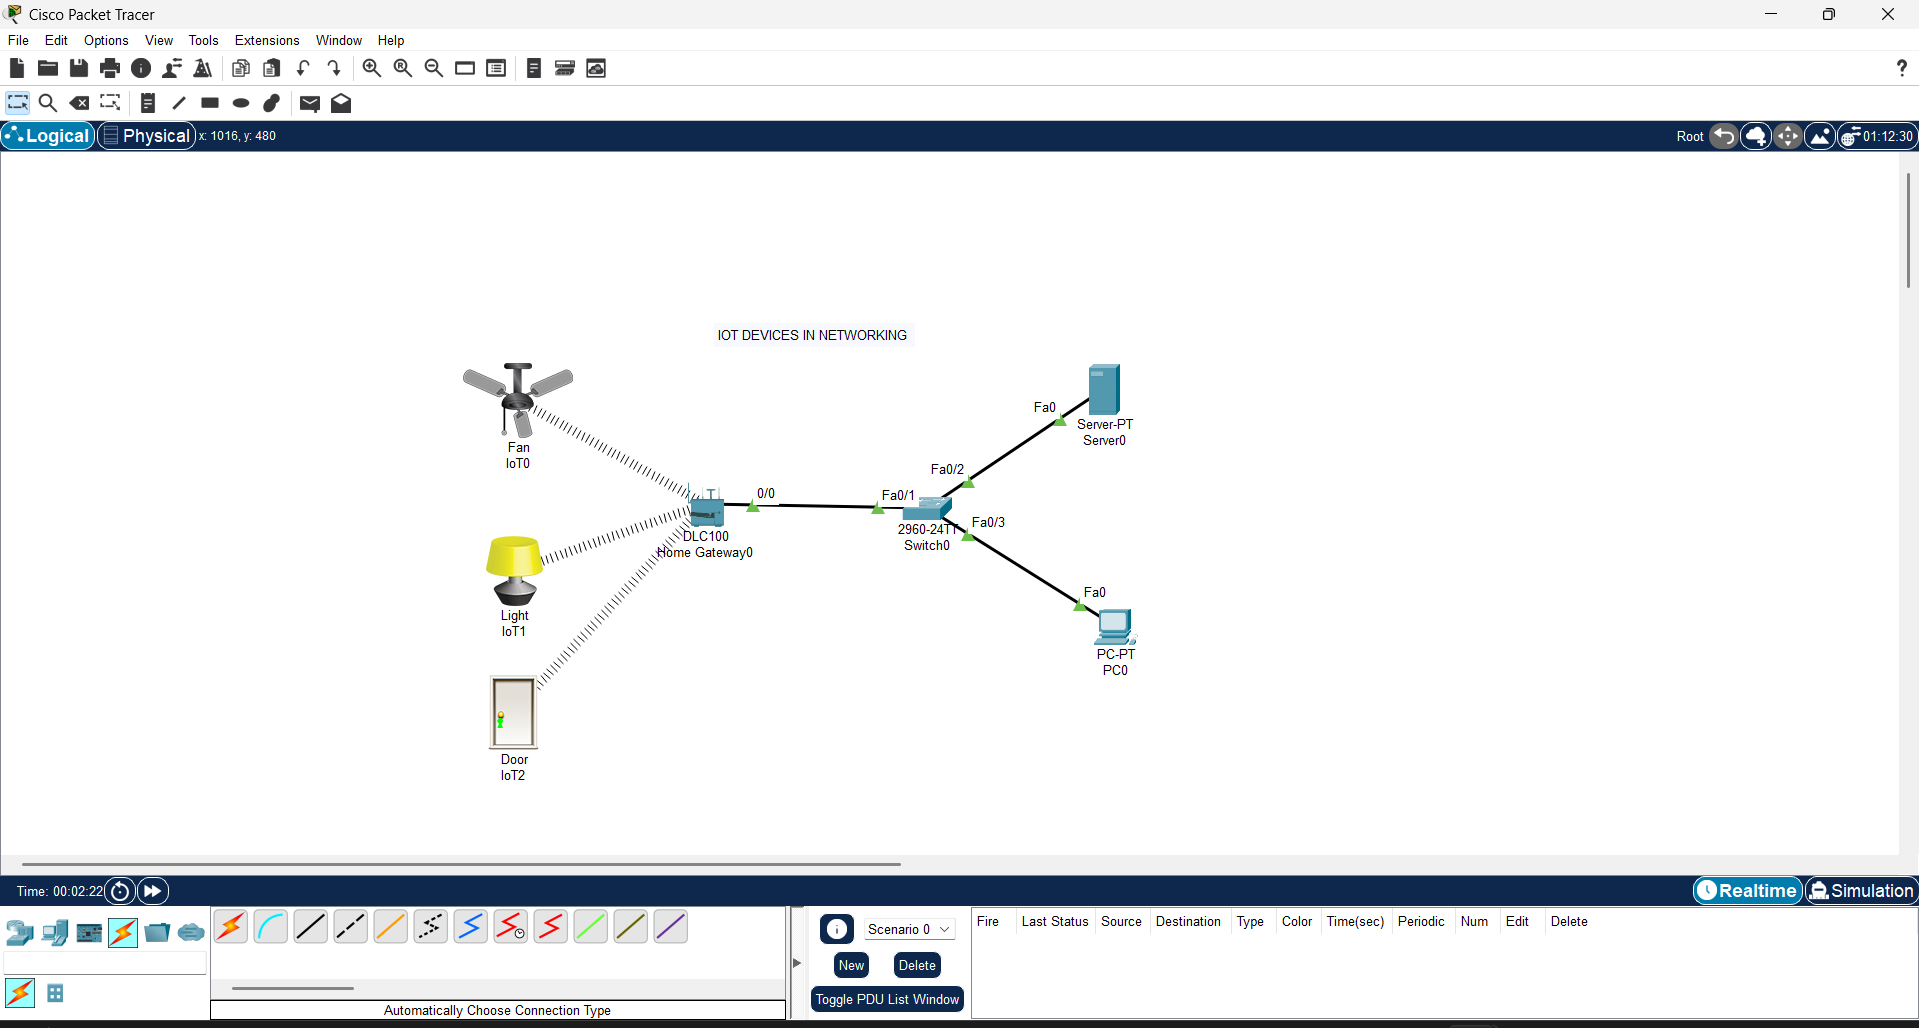 Cisco Packet Tracer
File Edit Options View Tools Extensions Window Help
Logical Physical x: 1016, y: 480 Root 01:12:30
IOT DEVICES IN NETWORKING
Fan
IoT0
Light
IoT1
Door
IoT2
DLC100
Home Gateway0
0/0
Fa0/1
Fa0/2
Fa0/3
2960-24TT
Switch0
Fa0
Server-PT
Server0
Fa0
PC-PT
PC0
Time: 00:02:22 Realtime Simulation
Automatically Choose Connection Type
Scenario 0
New Delete
Toggle PDU List Window
Fire Last Status Source Destination Type Color Time(sec) Periodic Num Edit Delete